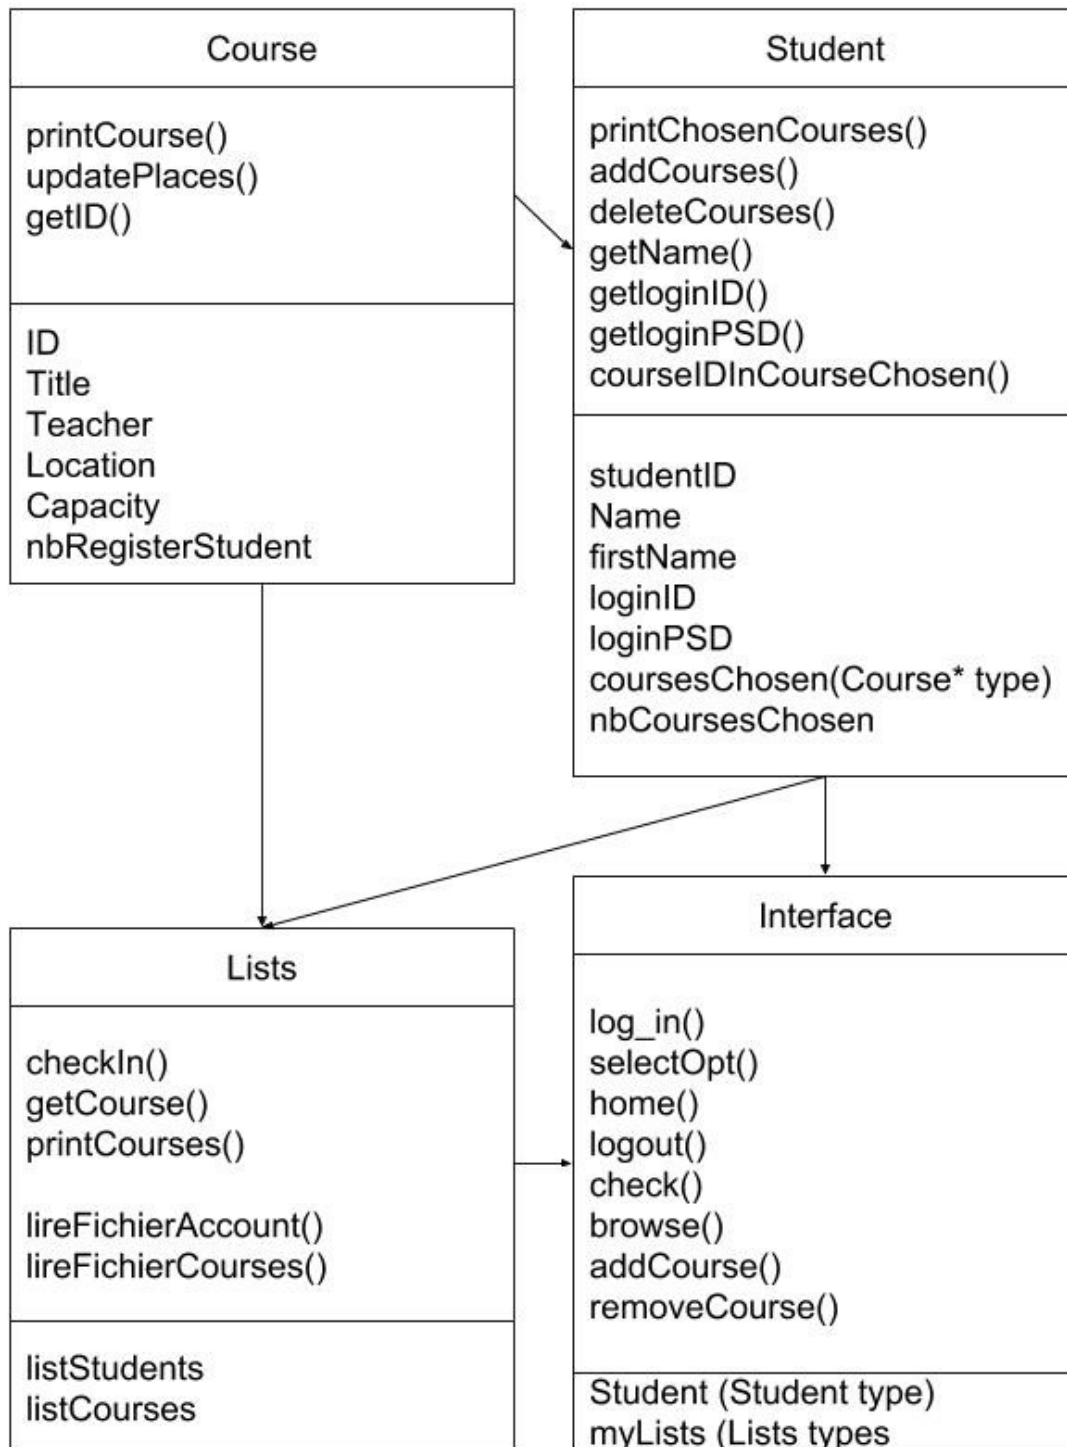 Course
printCourse()
updatePlaces()
getID()
ID
Title
Teacher
Location
Capacity
nbRegisterStudent
Student
printChosenCourses()
addCourses()
deleteCourses()
getName()
getloginID()
getloginPSD()
courseIDInCourseChosen()
studentID
Name
firstName
loginID
loginPSD
coursesChosen(Course* type)
nbCoursesChosen
Lists
checkIn()
getCourse()
printCourses()
lireFichierAccount()
lireFichierCourses()
listStudents
listCourses
Interface
log_in()
selectOpt()
home()
logout()
check()
browse()
addCourse()
removeCourse()
Student (Student type)
myLists (Lists types